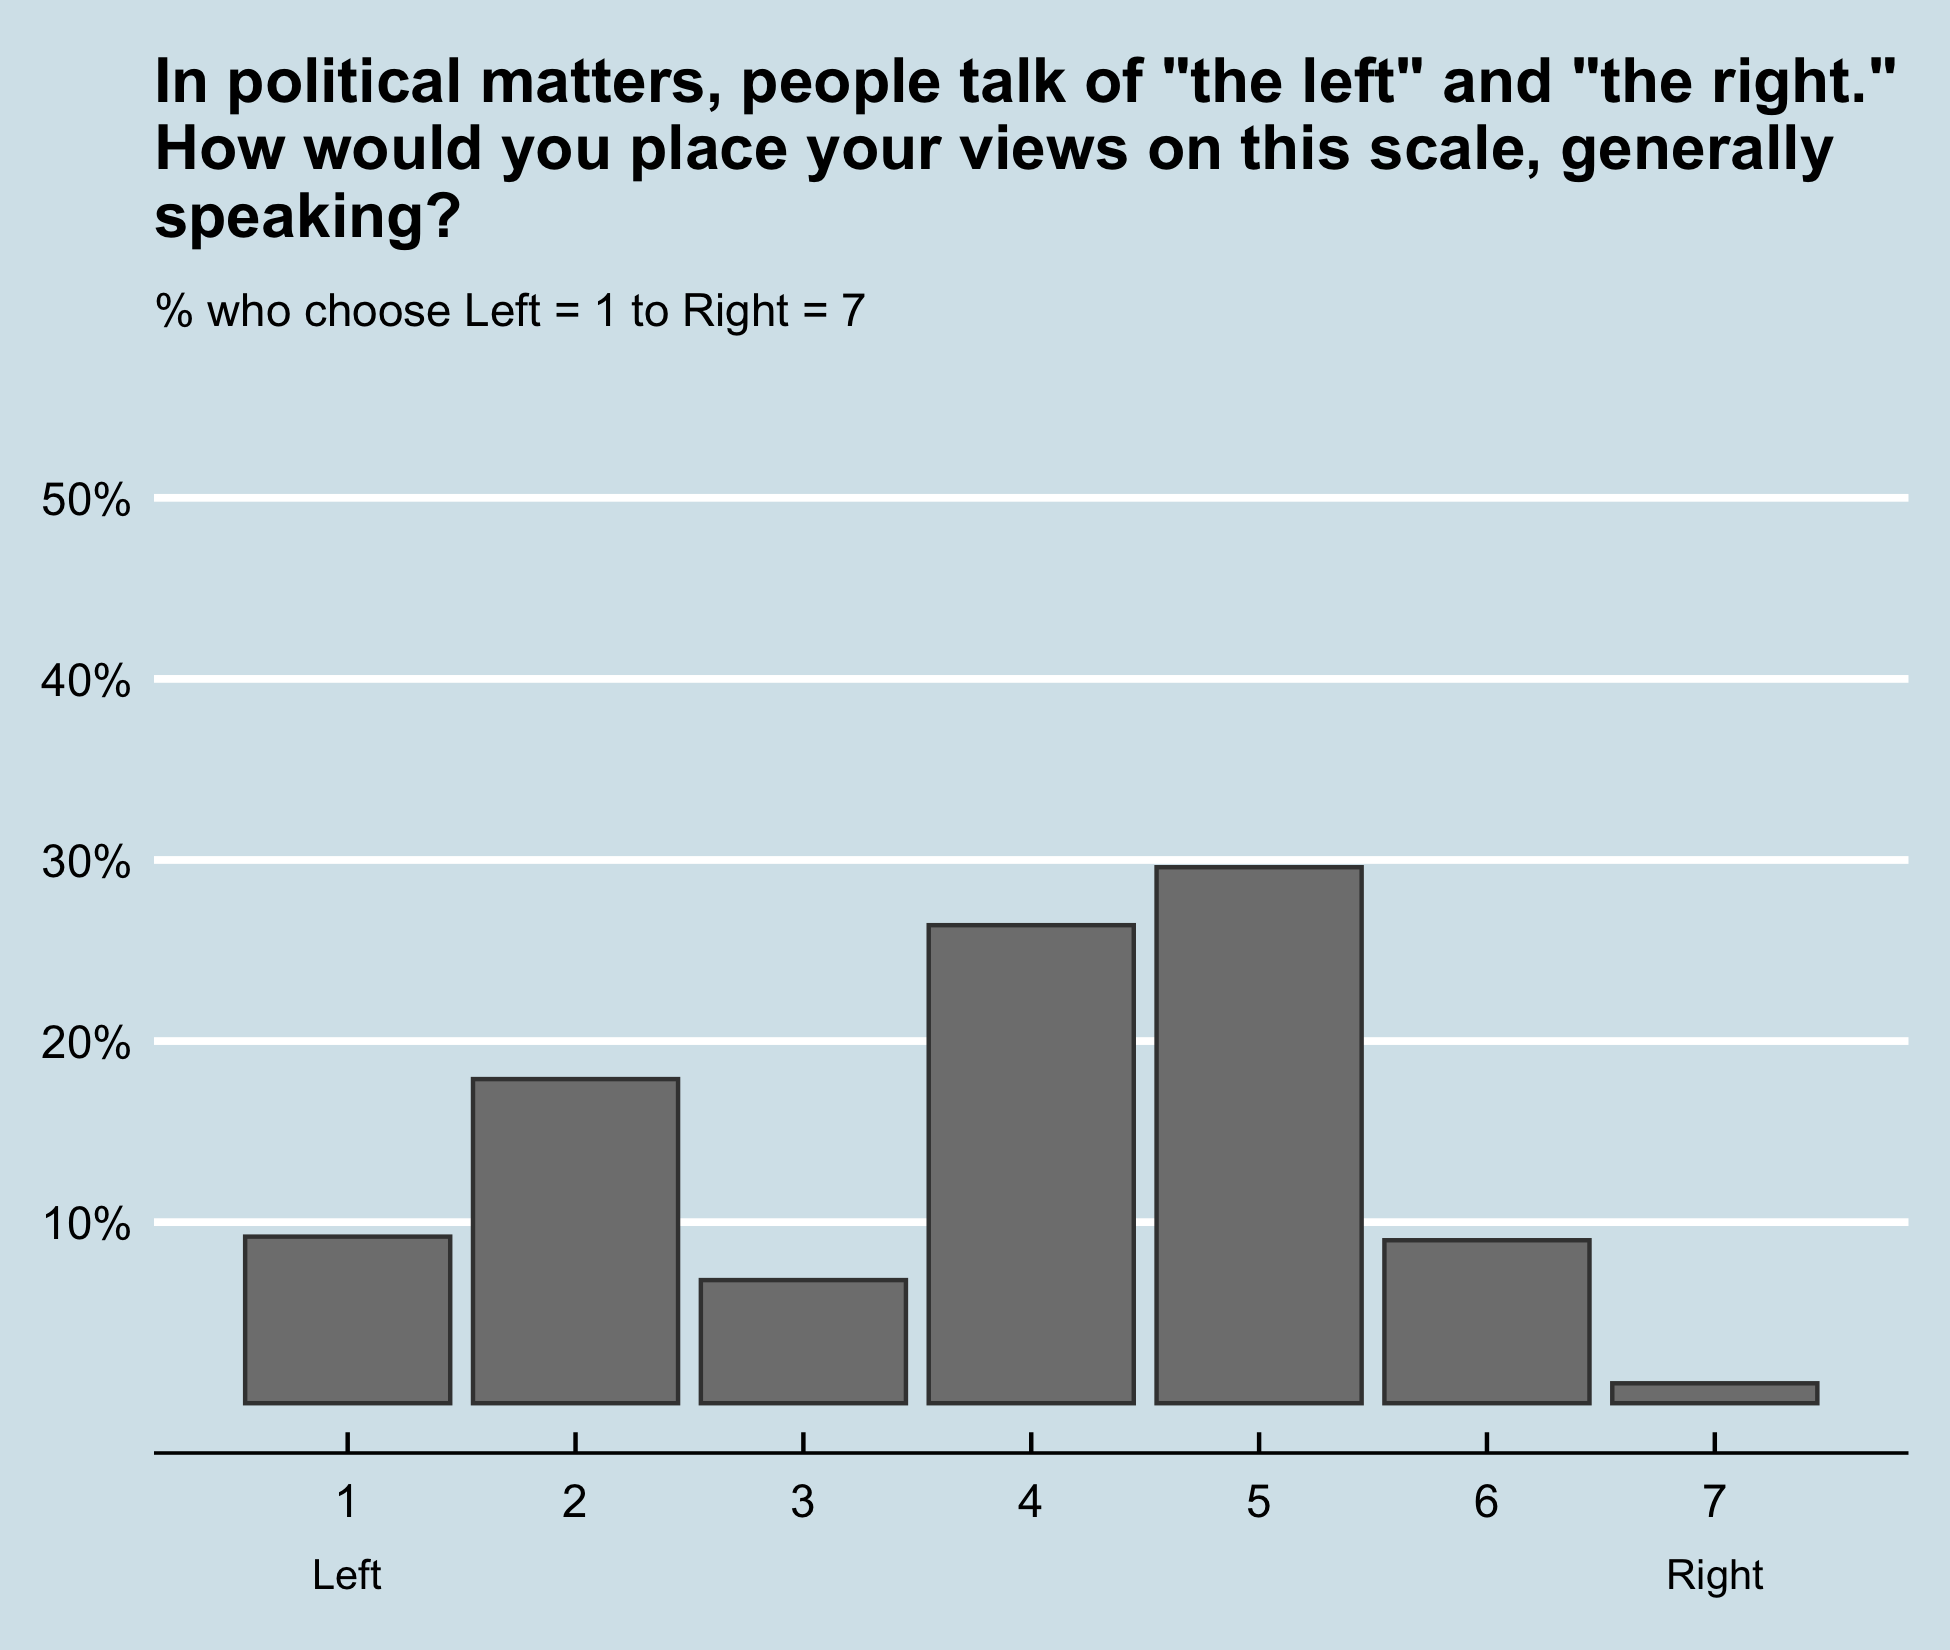 In political matters, people talk of "the left" and "the right."
How would you place your views on this scale, generally
speaking?
% who choose Left = 1 to Right = 7
50%
40%
30%
20%
10%
1 2 3 4 5 6 7
Left Right